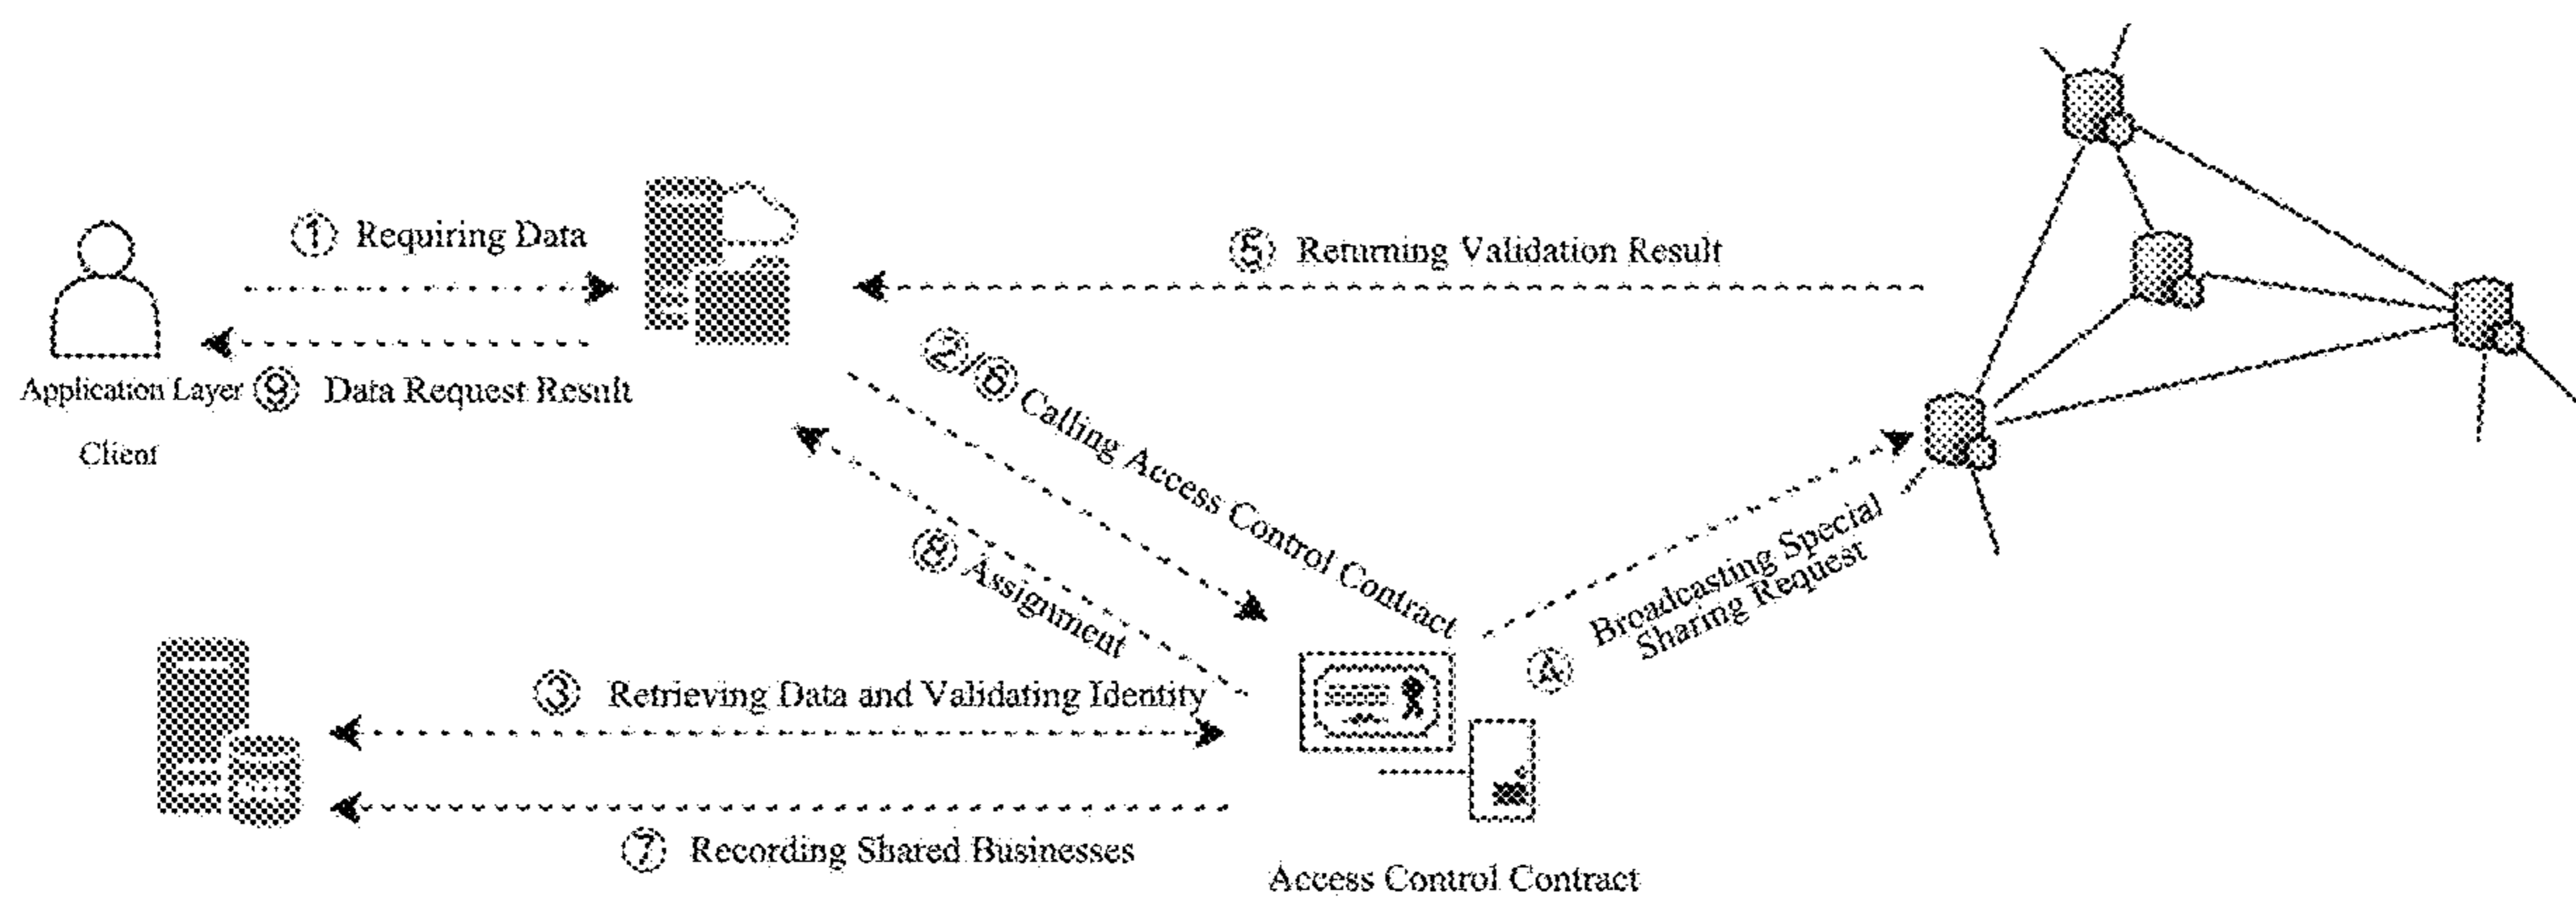 ① Requiring Data
⑤ Returning Validation Result
Application Layer
Client
⑨ Data Request Result
②/⑥ Calling Access Control Contract
⑧ Assignment
④ Broadcasting Special
Sharing Request
③ Retrieving Data and Validating Identity
⑦ Recording Shared Businesses
Access Control Contract